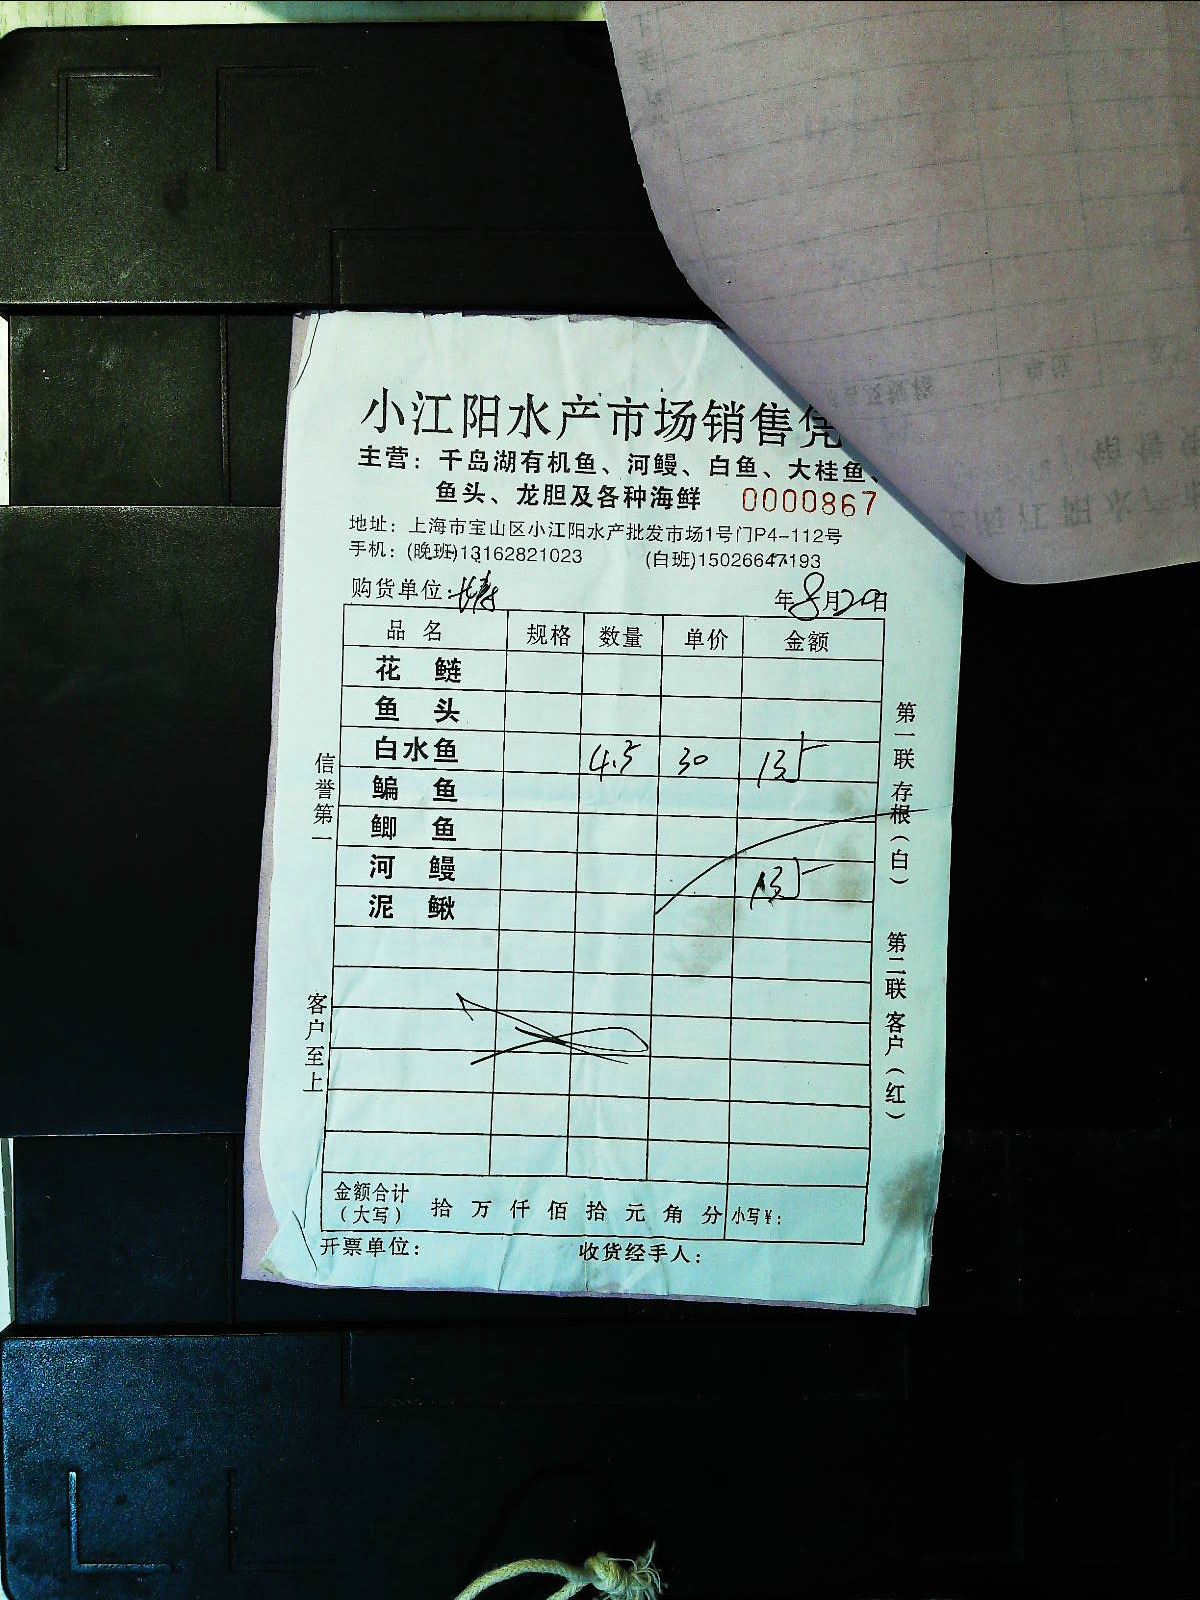 小江阳水产市场销售凭
主营：千岛湖有机鱼、河鳗、白鱼、大桂鱼、
鱼头、龙胆及各种海鲜 0000867
地址：上海市宝山区小江阳水产批发市场1号门P4-112号
手机：(晚班)13162821023 (白班)15026647193
购货单位： 年8月20日
品名 规格 数量 单价 金额
花鲢
鱼头
白水鱼 4.5 30 135
鳊鱼
鲫鱼
河鳗 135
泥鳅
金额合计（大写） 拾 万 仟 佰 拾 元 角 分 小写¥：
开票单位： 收货经手人：
信誉第一
客户至上
第一联 存根（白）
第二联 客户（红）